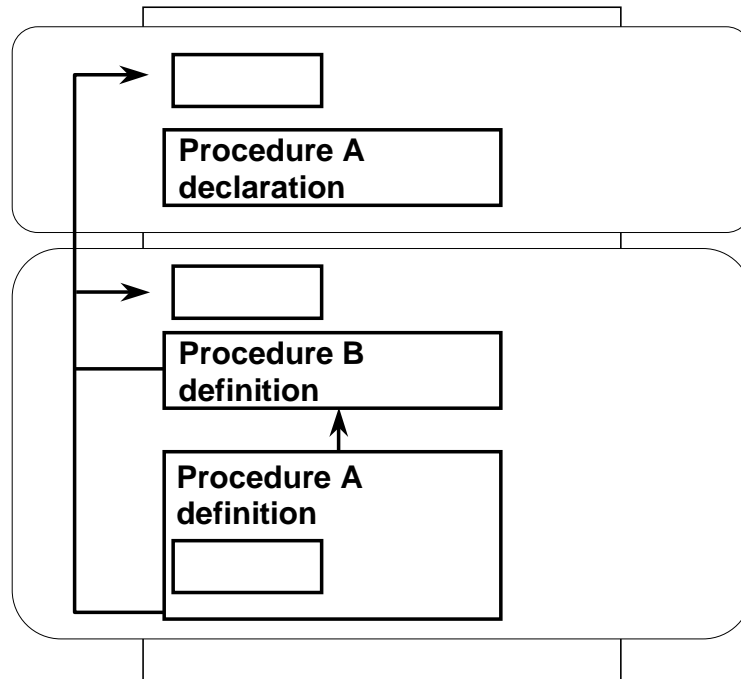 Procedure A
declaration
Procedure B
definition
Procedure A
definition